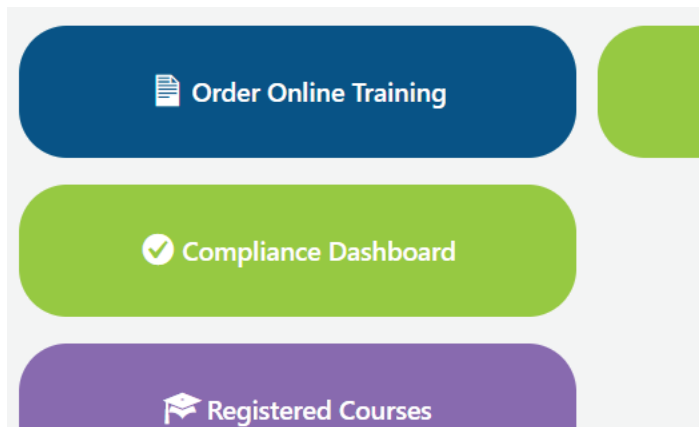 Order Online Training
Compliance Dashboard
Registered Courses